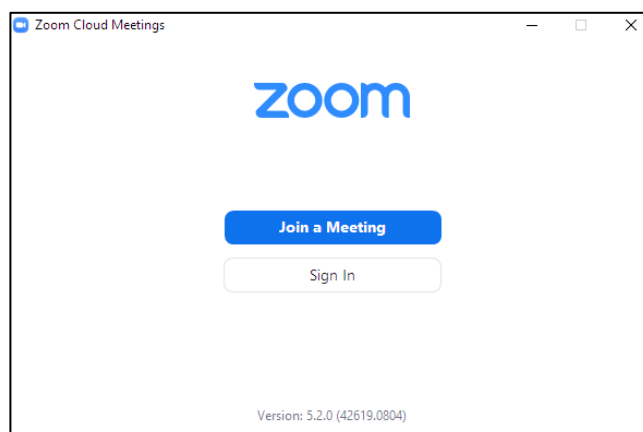 Zoom Cloud Meetings
zoom
Join a Meeting
Sign In
Version: 5.2.0 (42619.0804)